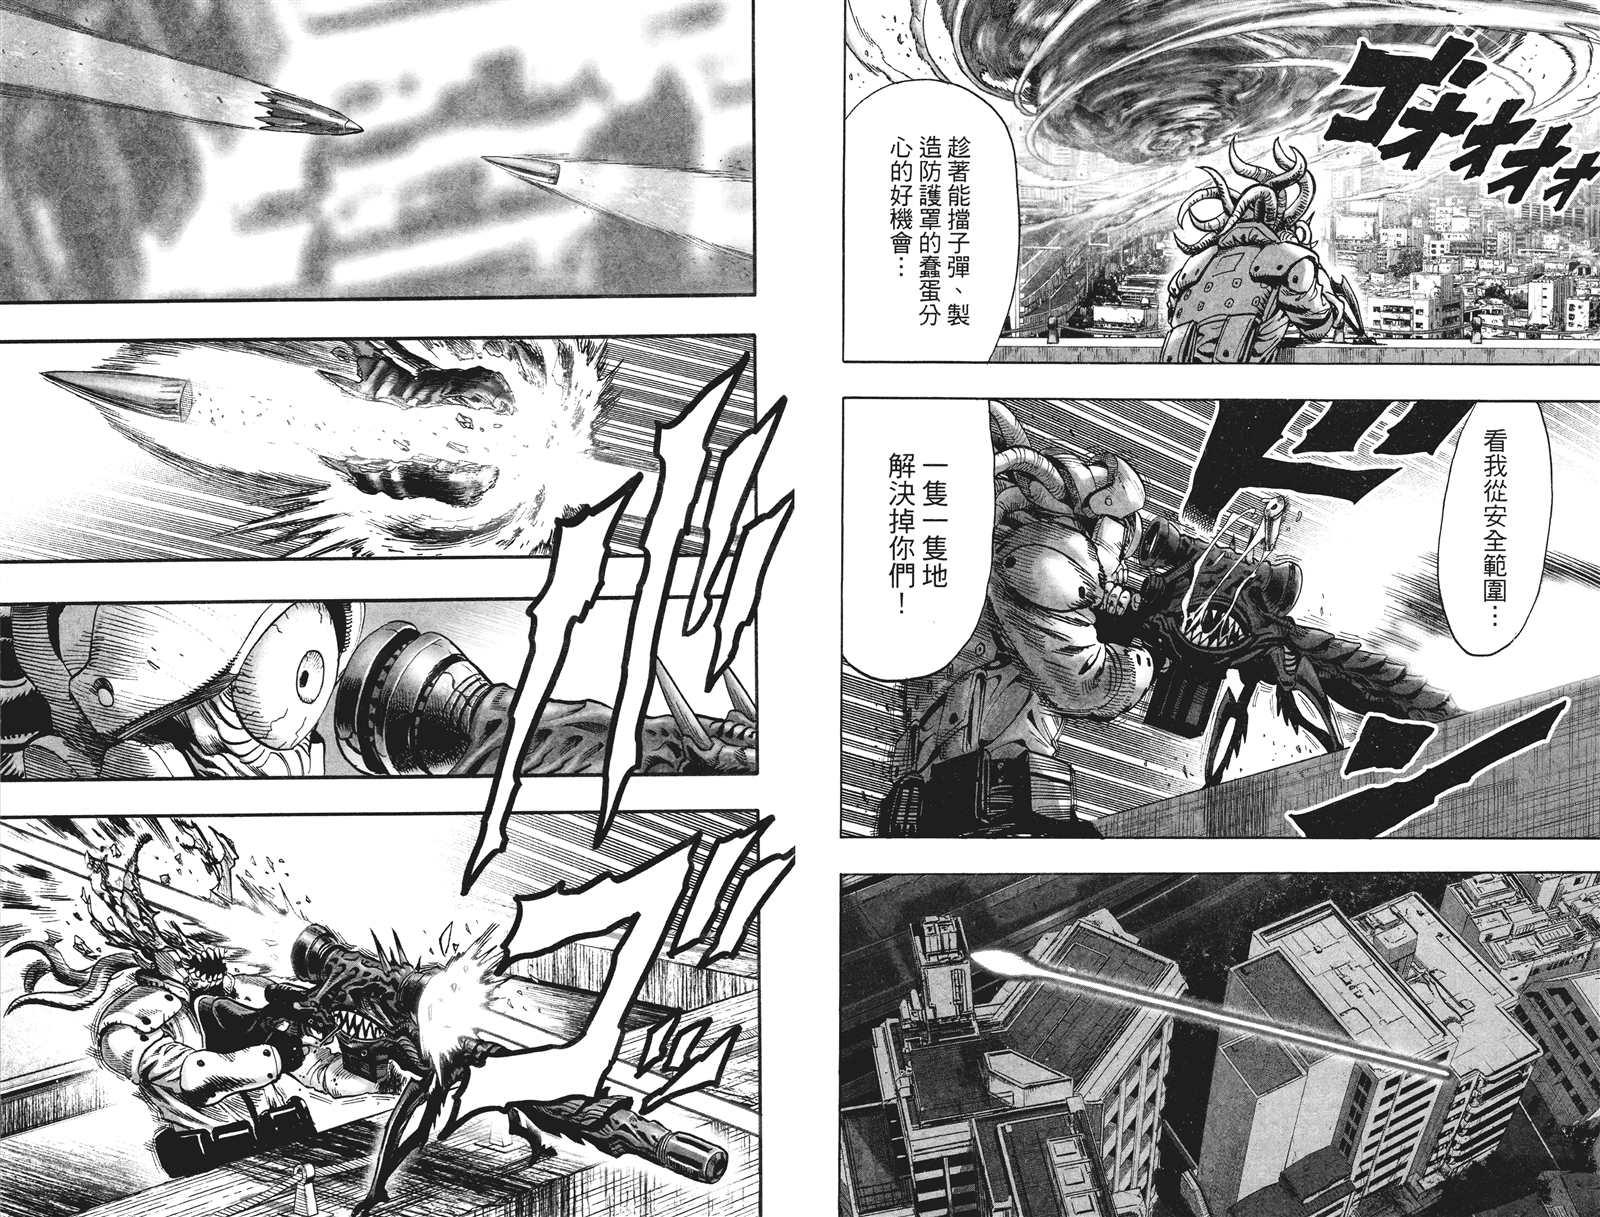 ゴオオオオオ
趁著能擋子彈、製
造防護罩的蠢蛋分
心的好機會…
看我從安全範圍…
一隻一隻地
解決掉你們！
ドン